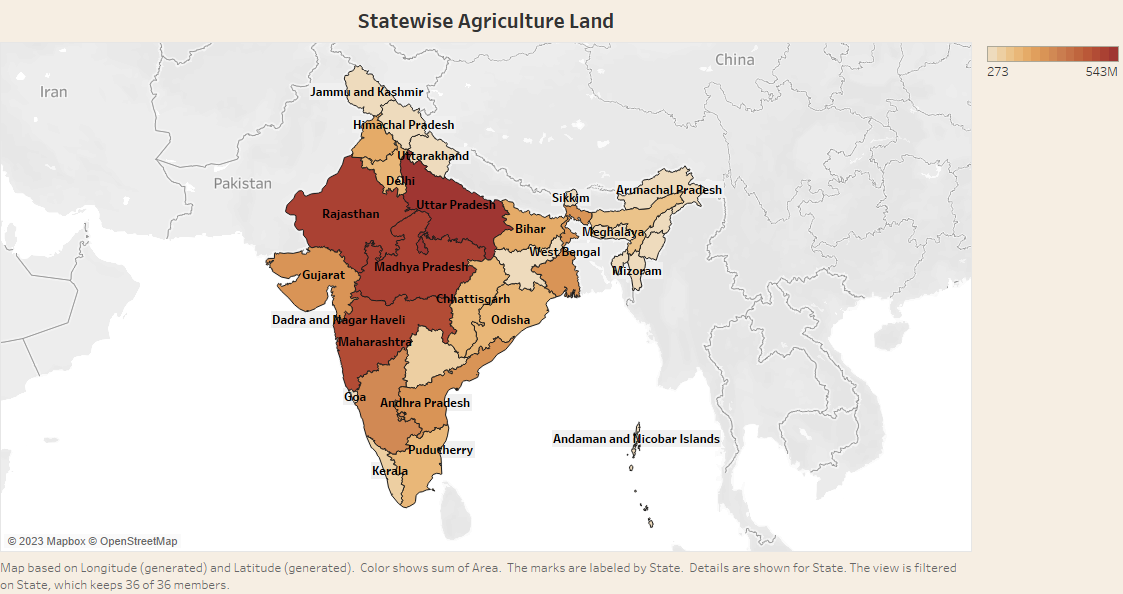 Statewise Agriculture Land
China
273
543M
Iran
Jammu and Kashmir
Himachal Pradesh
Uttarakhand
Pakistan
Delhi
Arunachal Pradesh
Sikkim
Uttar Pradesh
Rajasthan
Bihar
Meghalaya
West Bengal
Madhya Pradesh
Mizoram
Gujarat
Chhattisgarh
Dadra and Nagar Haveli
Odisha
Maharashtra
Goa
Andhra Pradesh
Andaman and Nicobar Islands
Puducherry
Kerala
© 2023 Mapbox © OpenStreetMap
Map based on Longitude (generated) and Latitude (generated). Color shows sum of Area. The marks are labeled by State. Details are shown for State. The view is filtered
on State, which keeps 36 of 36 members.